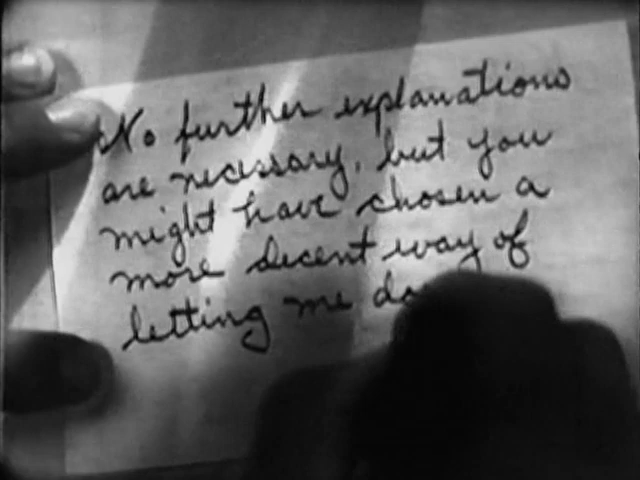 No further explanations
are necessary, but you
might have chosen a
more decent way of
letting me